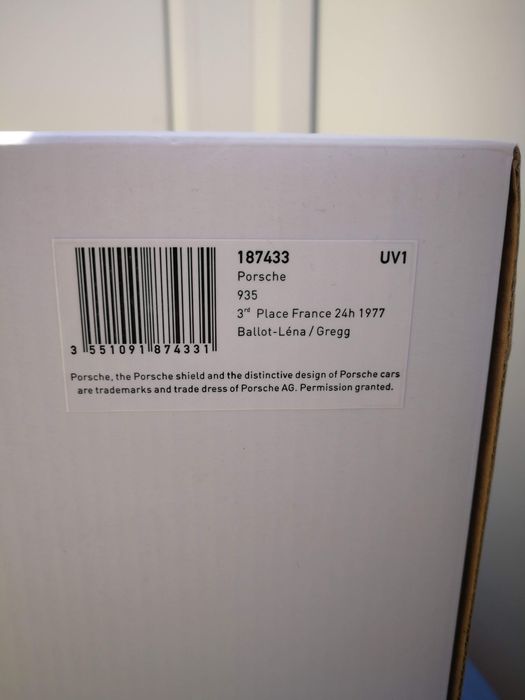 187433 UV1
Porsche
935
3rd Place France 24h 1977
Ballot-Léna / Gregg
3 551091 874331
Porsche, the Porsche shield and the distinctive design of Porsche cars
are trademarks and trade dress of Porsche AG. Permission granted.